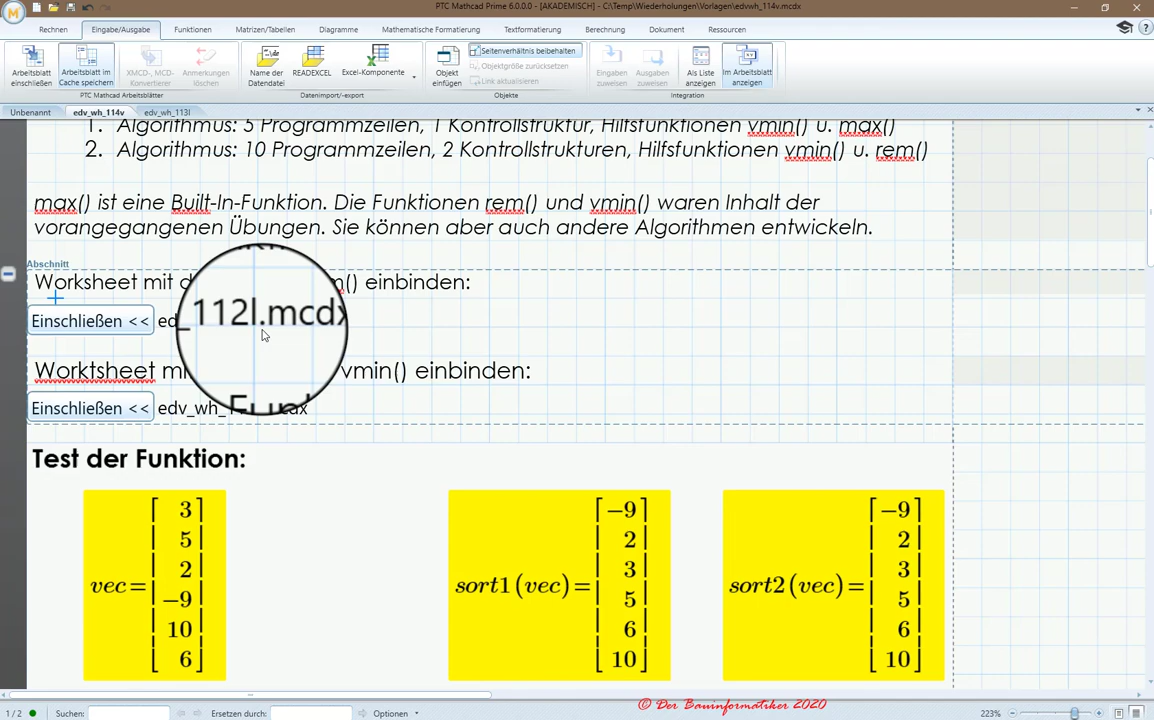 PTC Mathcad Prime 6.0.0.0 - [AKADEMISCH] - C:\Temp\Wiederholungen\Vorlagen\edvwh_114v.mcdx
Rechnen Eingabe/Ausgabe Funktionen Matrizen/Tabellen Diagramme Mathematische Formatierung Textformatierung Berechnung Dokument Ressourcen
Arbeitsblatt einschließen
Arbeitsblatt im Cache speichern
XMCD-, MCD-Konvertierer
Anmerkungen löschen
Name der Datendatei
READEXCEL
Excel-Komponente
Objekt einfügen
Seitenverhältnis beibehalten
Objektgröße zurücksetzen
Link aktualisieren
Eingaben zuweisen
Ausgaben zuweisen
Als Liste anzeigen
Im Arbeitsblatt anzeigen
PTC Mathcad Arbeitsblätter Datenimport/-export Objekte Integration
Unbenannt edv_wh_114v edv_wh_113l
1. Algorithmus: 5 Programmzeilen, 1 Kontrollstruktur, Hilfsfunktionen vmin() u. max()
2. Algorithmus: 10 Programmzeilen, 2 Kontrollstrukturen, Hilfsfunktionen vmin() u. rem()
max() ist eine Built-In-Funktion. Die Funktionen rem() und vmin() waren Inhalt der
vorangegangenen Übungen. Sie können aber auch andere Algorithmen entwickeln.
Abschnitt
Worksheet mit einbinden:
Einschließen << _112l.mcdx
Worktsheet vmin() einbinden:
Einschließen << edv_wh_
Test der Funktion:
vec= [3 5 2 -9 10 6]
sort1(vec)= [-9 2 3 5 6 10]
sort2(vec)= [-9 2 3 5 6 10]
1 / 2 Suchen: Ersetzen durch: Optionen 223%
© Der Bauinformatiker 2020